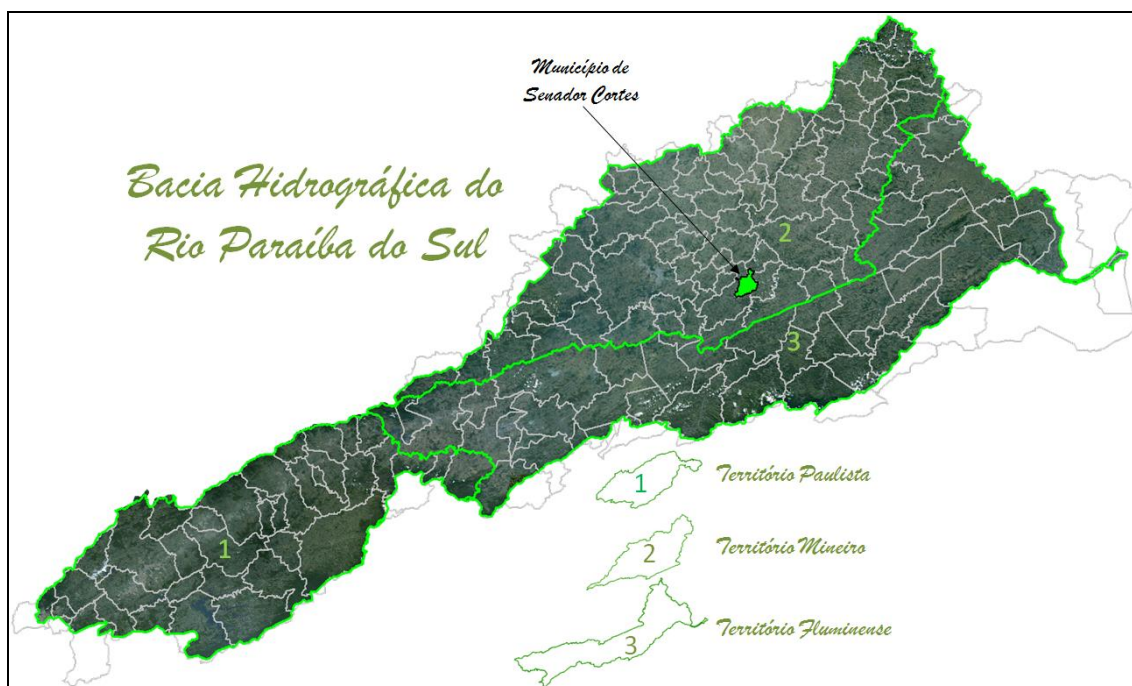 Município de
Senador Cortes
Bacia Hidrográfica do
Rio Paraíba do Sul
2
3
1
1
Território Paulista
2
Território Mineiro
3
Território Fluminense